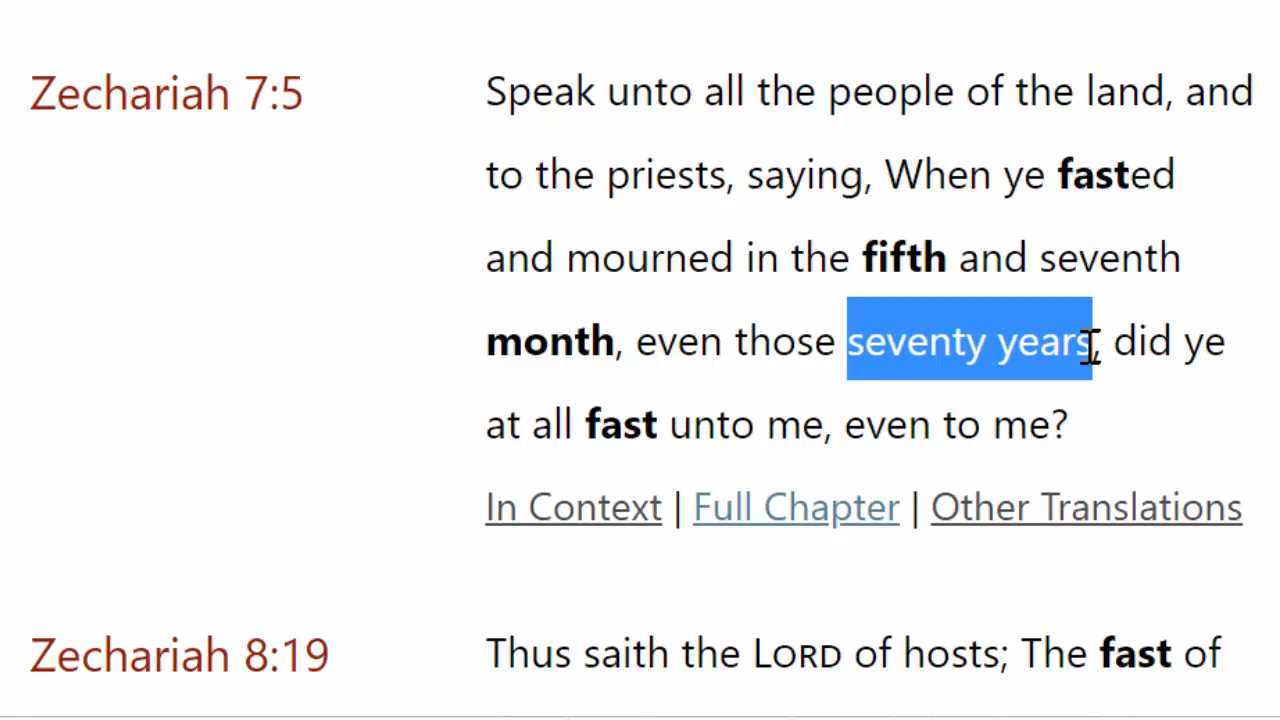 Zechariah 7:5
Speak unto all the people of the land, and
to the priests, saying, When ye fasted
and mourned in the fifth and seventh
month, even those seventy years, did ye
at all fast unto me, even to me?
In Context | Full Chapter | Other Translations
Zechariah 8:19
Thus saith the LORD of hosts; The fast of